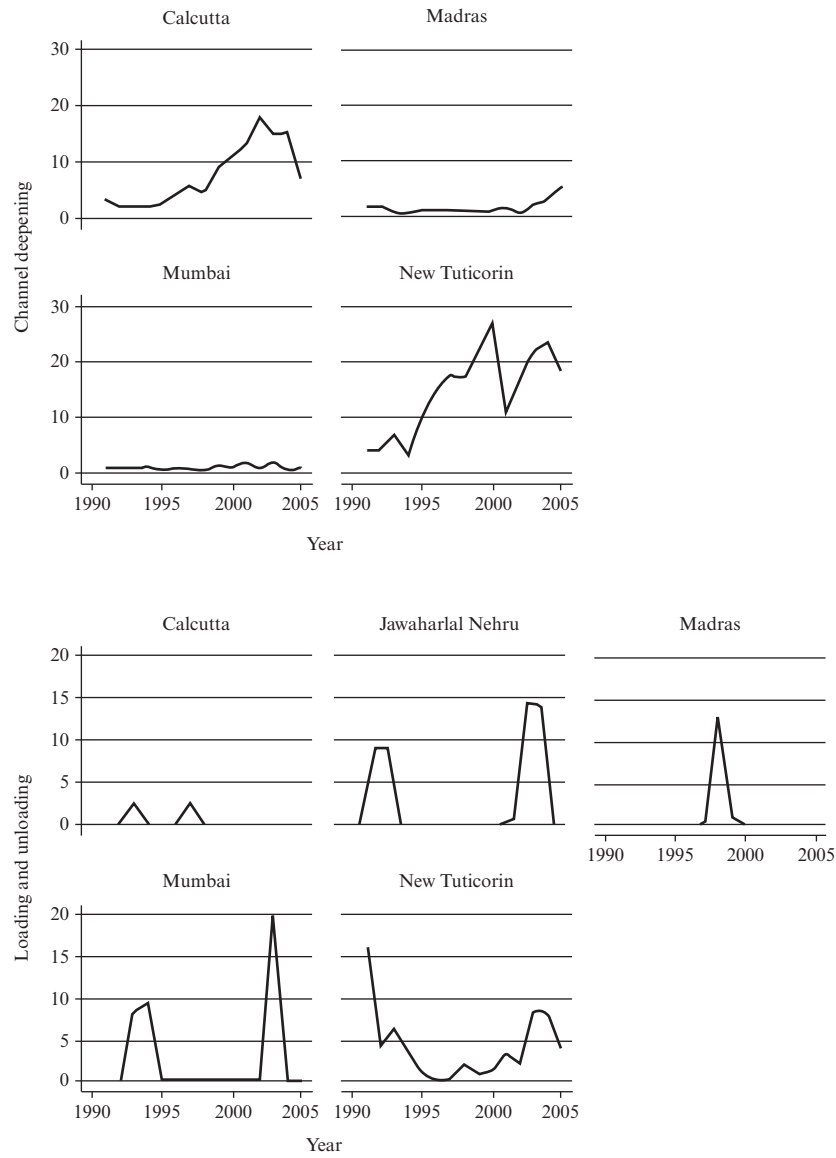 Calcutta Madras
30
20
10
0
Channel deepening
Mumbai New Tuticorin
30
20
10
0
1990 1995 2000 2005 1990 1995 2000 2005
Year
Calcutta Jawaharlal Nehru Madras
20
15
10
5
0
1990 1995 2000 2005
Loading and unloading
Mumbai New Tuticorin
20
15
10
5
0
1990 1995 2000 2005 1990 1995 2000 2005
Year